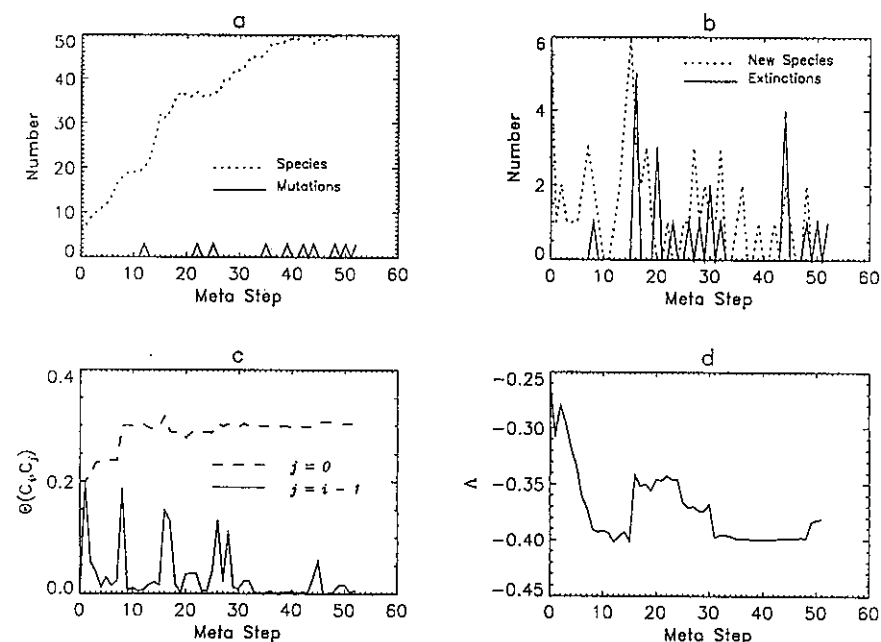 a
50
40
30
20
10
0
Number
Species
Mutations
0 10 20 30 40 50 60
Meta Step
b
6
4
2
0
Number
New Species
Extinctions
0 10 20 30 40 50 60
Meta Step
c
0.4
0.2
0.0
Θ(C_i,C_j)
j = 0
j = i - 1
0 10 20 30 40 50 60
Meta Step
d
-0.25
-0.30
-0.35
-0.40
-0.45
Λ
0 10 20 30 40 50 60
Meta Step